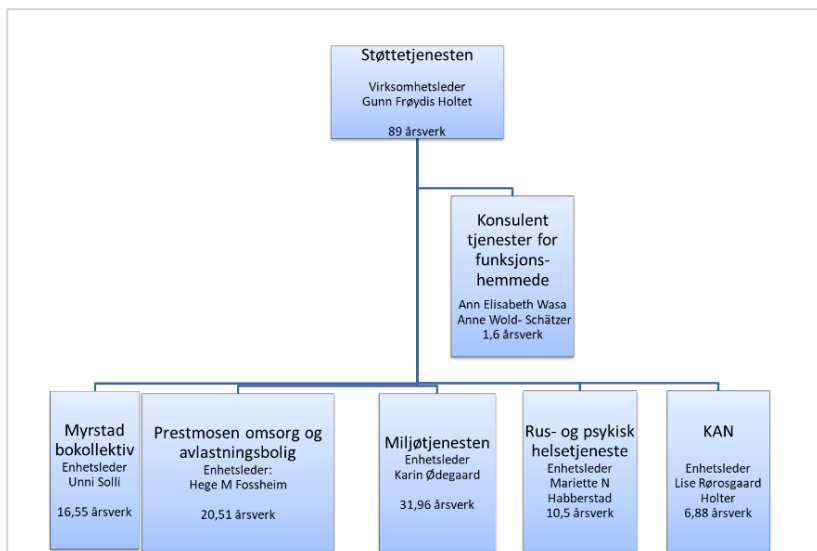 Støttetjenesten
Virksomhetsleder
Gunn Frøydis Holtet
89 årsverk
Konsulent
tjenester for
funksjons-
hemmede
Ann Elisabeth Wasa
Anne Wold- Schätzer
1,6 årsverk
Myrstad
bokollektiv
Enhetsleder
Unni Solli
16,55 årsverk
Prestmosen omsorg og
avlastningsbolig
Enhetsleder:
Hege M Fossheim
20,51 årsverk
Miljøtjenesten
Enhetsleder
Karin Ødegaard
31,96 årsverk
Rus- og psykisk
helsetjeneste
Enhetsleder
Mariette N
Habberstad
10,5 årsverk
KAN
Enhetsleder
Lise Rørosgaard
Holter
6,88 årsverk